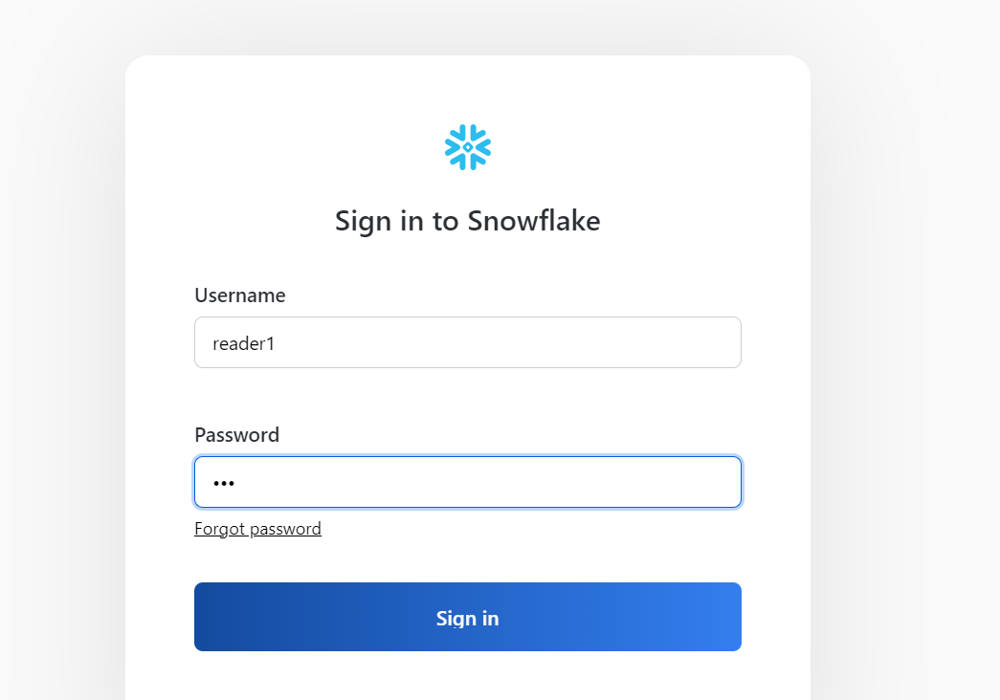 Sign in to Snowflake
Username
reader1
Password
•••
Forgot password
Sign in